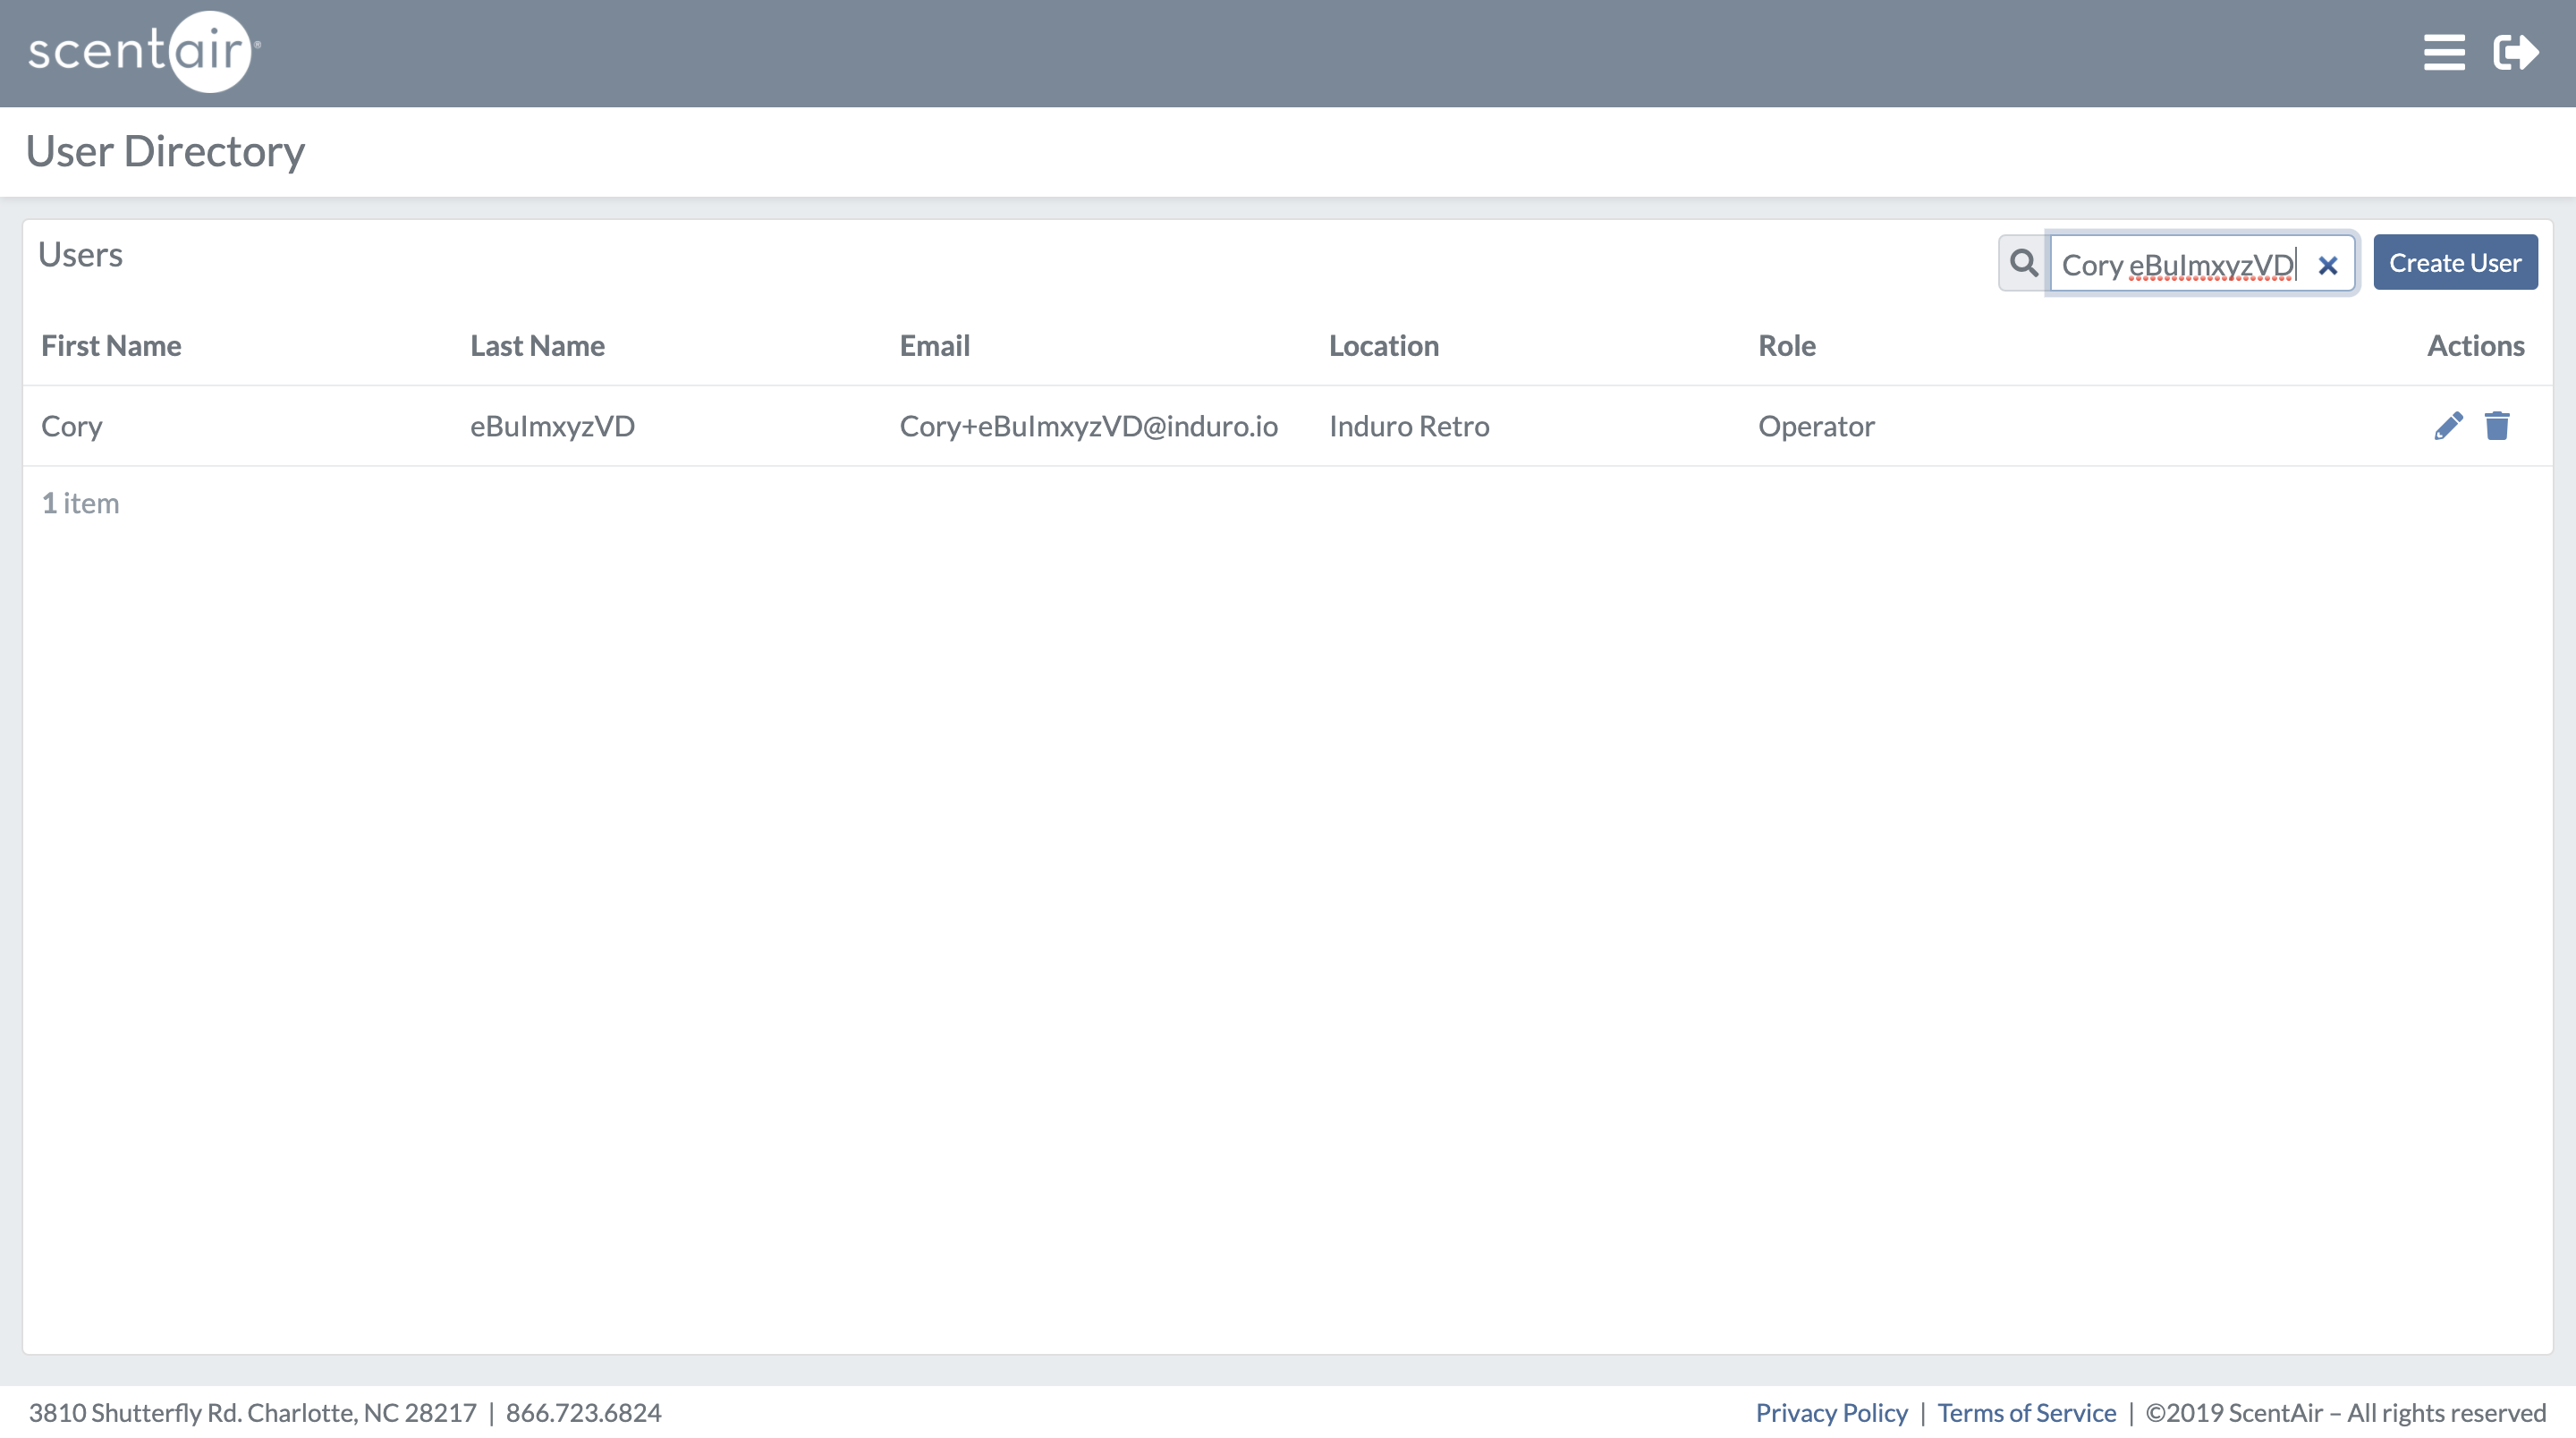 scentair®
User Directory
Users
Cory eBuImxyzVD
Create User
First Name Last Name Email Location Role Actions
Cory eBuImxyzVD Cory+eBuImxyzVD@induro.io Induro Retro Operator
1 item
3810 Shutterfly Rd. Charlotte, NC 28217 | 866.723.6824
Privacy Policy | Terms of Service | ©2019 ScentAir – All rights reserved